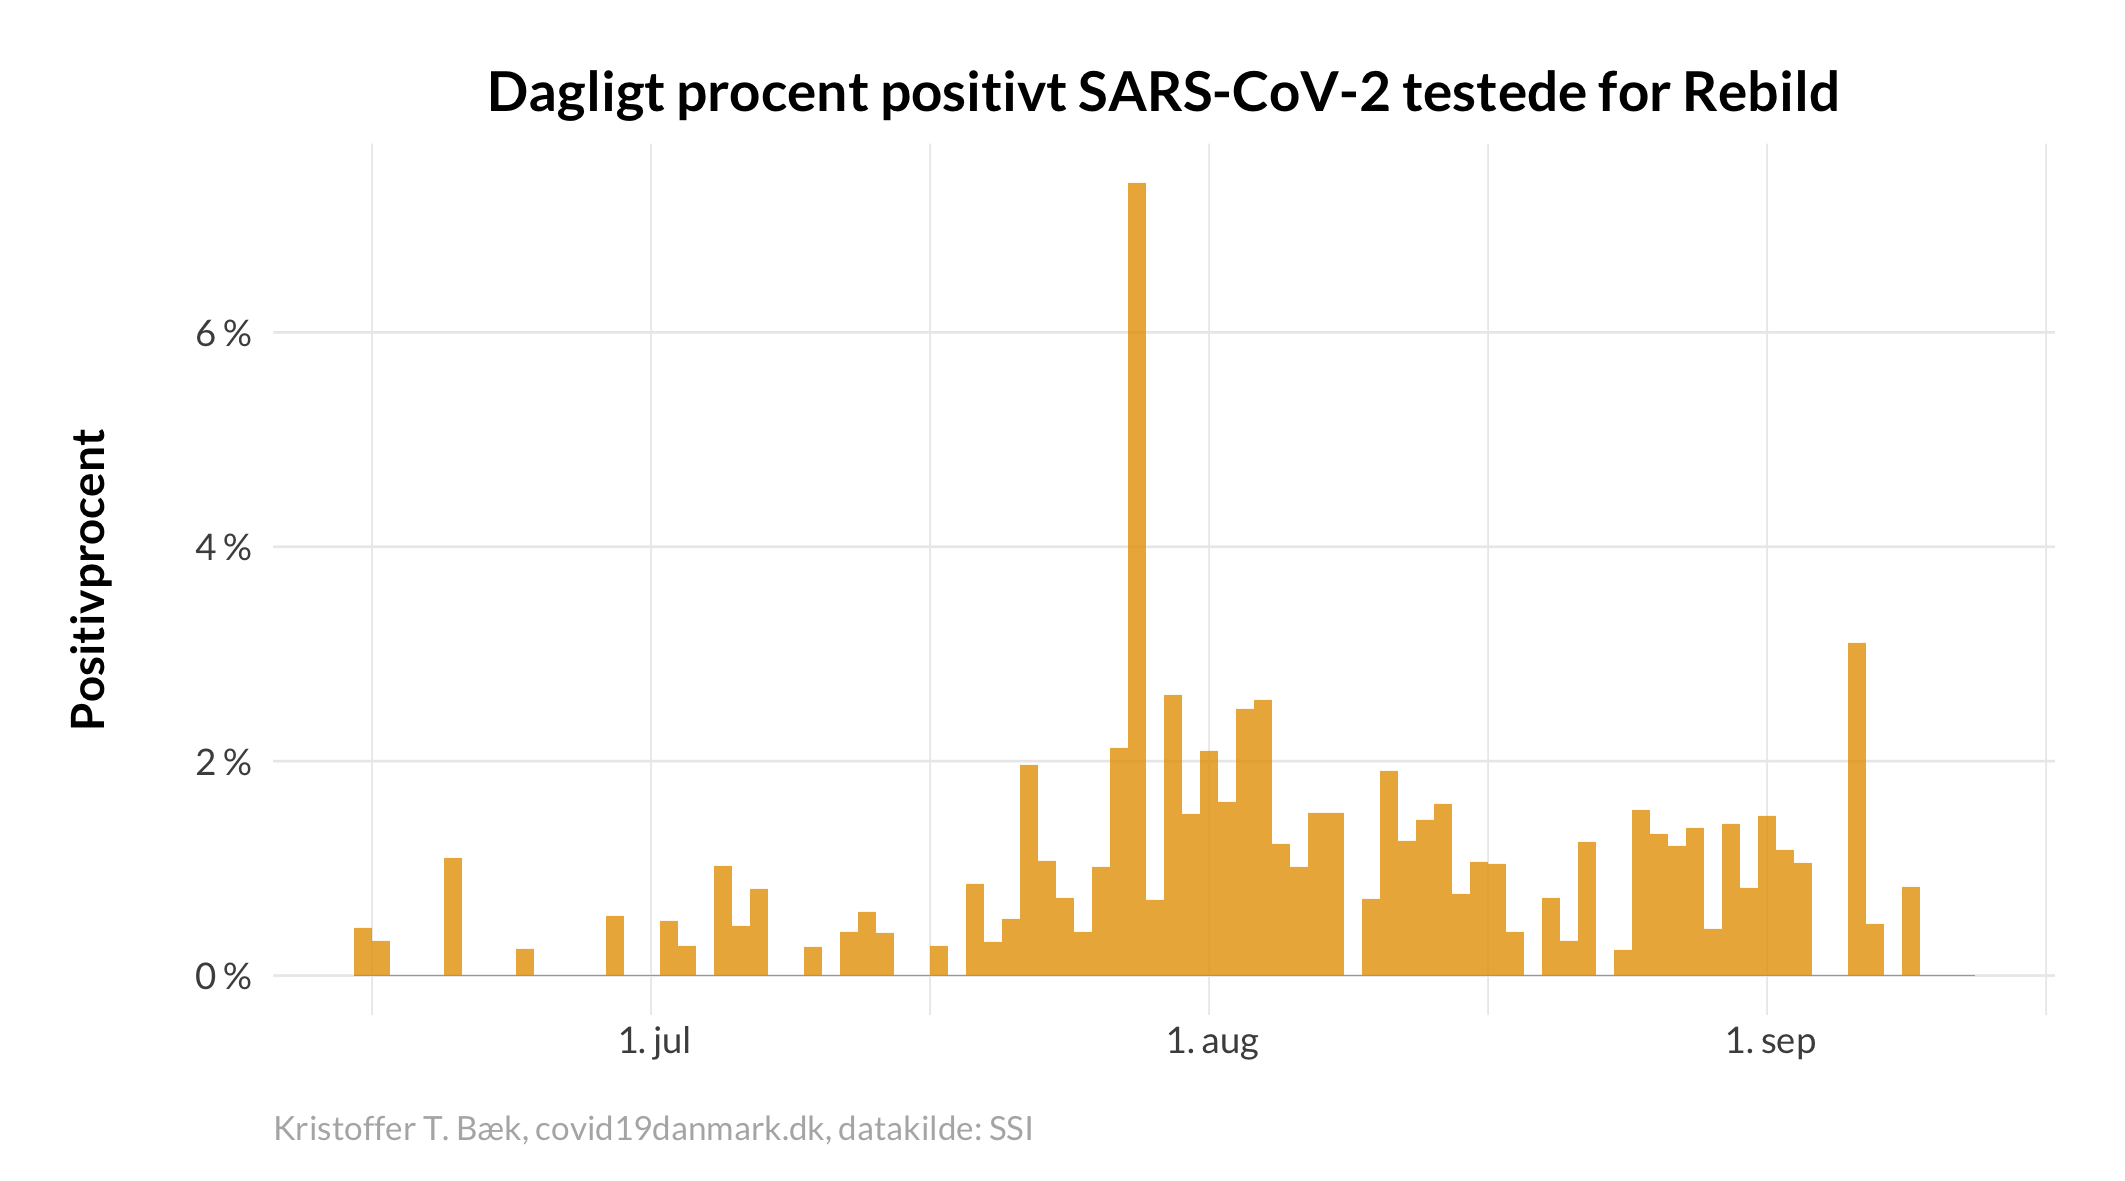 Dagligt procent positivt SARS-CoV-2 testede for Rebild
Positivprocent
6 %
4 %
2 %
0 %
1. jul
1. aug
1. sep
Kristoffer T. Bæk, covid19danmark.dk, datakilde: SSI